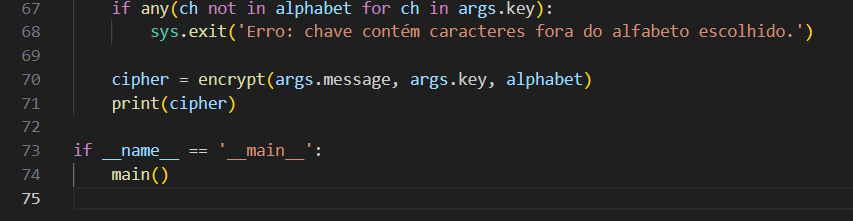 67 if any(ch not in alphabet for ch in args.key):
68 sys.exit('Erro: chave contém caracteres fora do alfabeto escolhido.')
69
70 cipher = encrypt(args.message, args.key, alphabet)
71 print(cipher)
72
73 if __name__ == '__main__':
74 main()
75